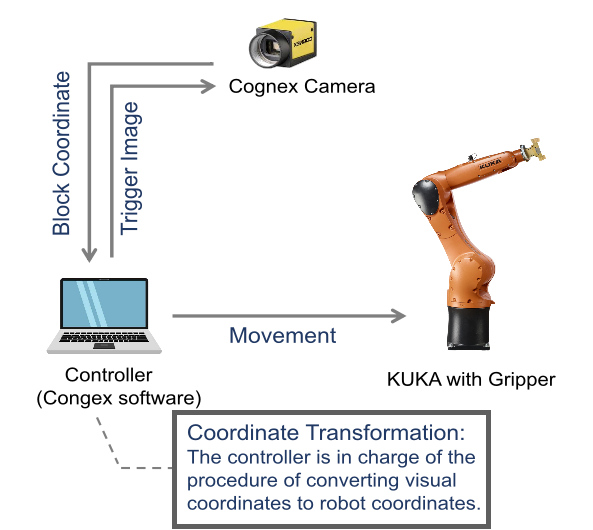 COGNEX
Cognex Camera
Block Coordinate
Trigger Image
KUKA
Movement
Controller
(Congex software)
KUKA with Gripper
Coordinate Transformation:
The controller is in charge of the
procedure of converting visual
coordinates to robot coordinates.